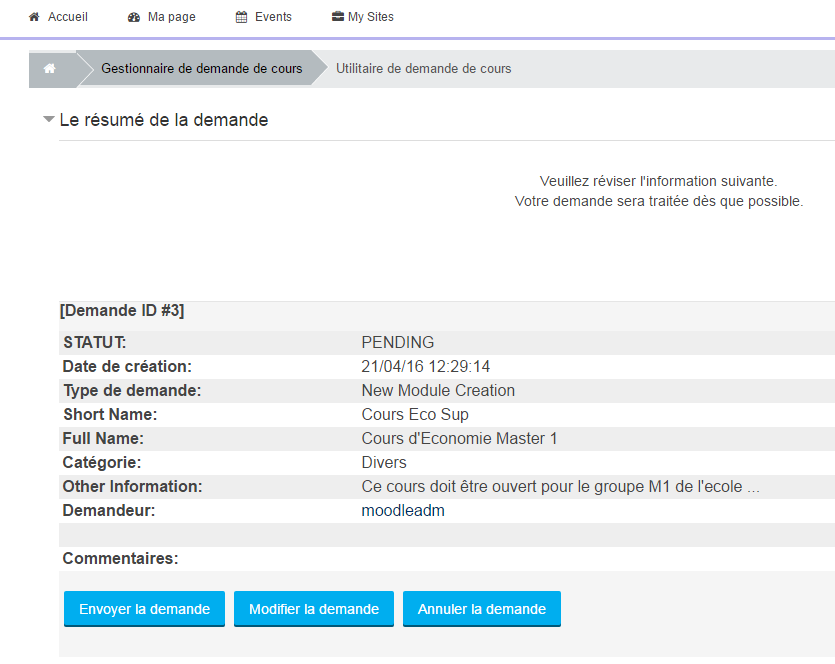 Accueil Ma page Events My Sites
Gestionnaire de demande de cours Utilitaire de demande de cours
Le résumé de la demande
Veuillez réviser l'information suivante.
Votre demande sera traitée dès que possible.
[Demande ID #3]
STATUT: PENDING
Date de création: 21/04/16 12:29:14
Type de demande: New Module Creation
Short Name: Cours Eco Sup
Full Name: Cours d'Economie Master 1
Catégorie: Divers
Other Information: Ce cours doit être ouvert pour le groupe M1 de l'ecole ...
Demandeur: moodleadm
Commentaires:
Envoyer la demande Modifier la demande Annuler la demande